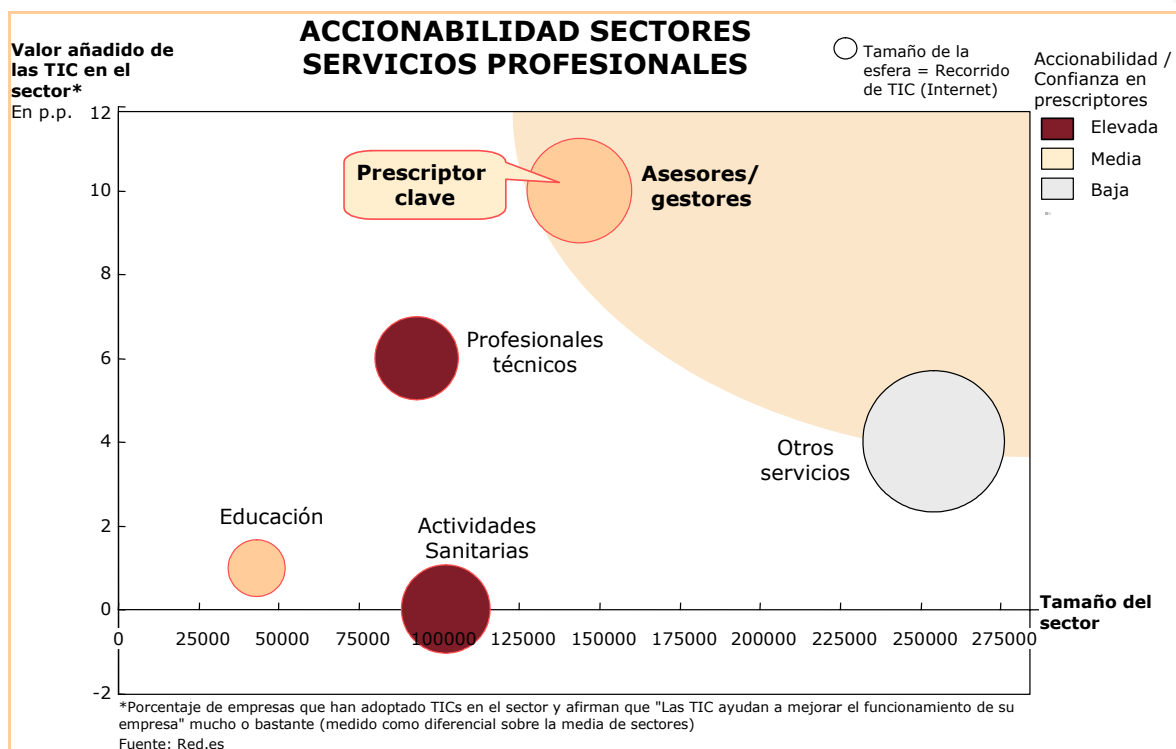 ACCIONABILIDAD SECTORES
SERVICIOS PROFESIONALES
Valor añadido de
las TIC en el
sector*
En p.p.
Tamaño de la
esfera = Recorrido
de TIC (Internet)
Accionabilidad /
Confianza en
prescriptores
Elevada
Media
Baja
12
10
8
6
4
2
0
-2
Prescriptor
clave
Asesores/
gestores
Profesionales
técnicos
Otros
servicios
Educación
Actividades
Sanitarias
Tamaño del
sector
0 25000 50000 75000 100000 125000 150000 175000 200000 225000 250000 275000
*Porcentaje de empresas que han adoptado TICs en el sector y afirman que "Las TIC ayudan a mejorar el funcionamiento de su
empresa" mucho o bastante (medido como diferencial sobre la media de sectores)
Fuente: Red.es